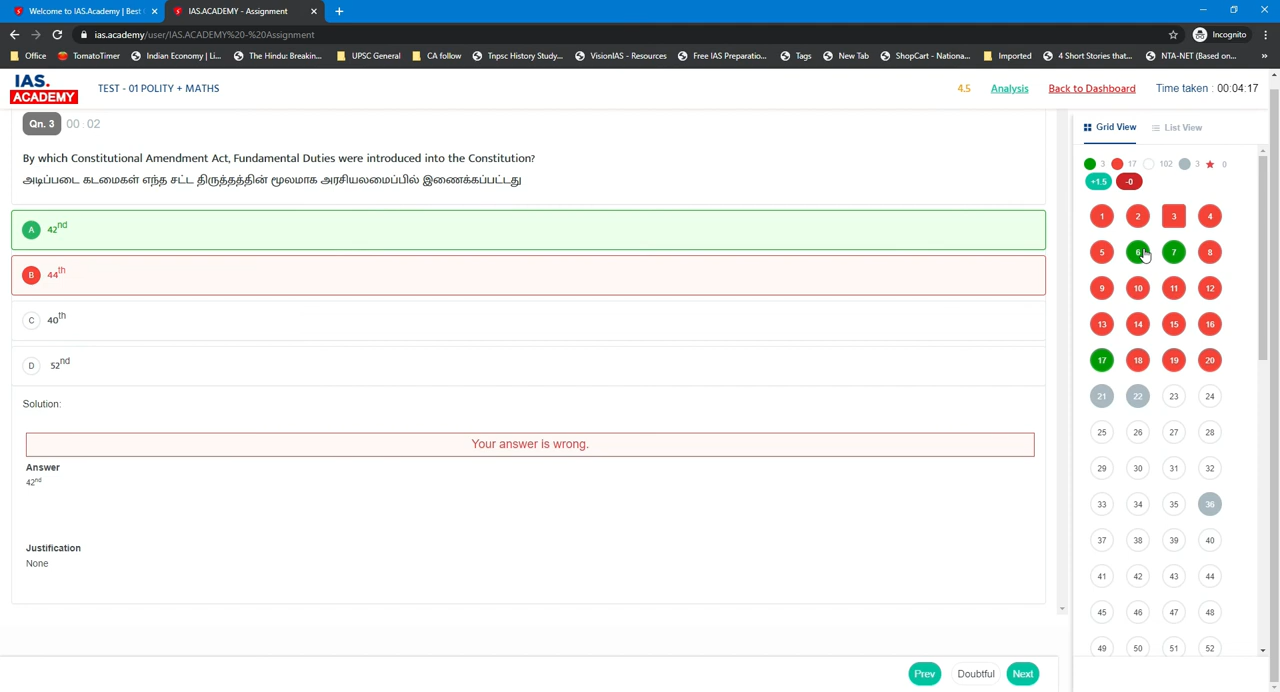 Welcome to IAS.Academy | Best
IAS.ACADEMY - Assignment
ias.academy/user/IAS.ACADEMY%20-%20Assignment
Incognito
Office TomatoTimer Indian Economy | Li... The Hindu: Breakin... UPSC General CA follow Tnpsc History Study... VisionIAS - Resources Free IAS Preparatio... Tags New Tab ShopCart - Nationa... Imported 4 Short Stories that... NTA-NET (Based on...
IAS.
ACADEMY
TEST - 01 POLITY + MATHS
4.5 Analysis Back to Dashboard Time taken : 00:04:17
Qn. 3 00 : 02
By which Constitutional Amendment Act, Fundamental Duties were introduced into the Constitution?
அடிப்படை கடமைகள் எந்த சட்ட திருத்தத்தின் மூலமாக அரசியலமைப்பில் இணைக்கப்பட்டது
A 42nd
B 44th
C 40th
D 52nd
Solution:
Your answer is wrong.
Answer
42nd
Justification
None
Prev Doubtful Next
Grid View List View
3 17 102 3 0
+1.5 -0
1 2 3 4
5 6 7 8
9 10 11 12
13 14 15 16
17 18 19 20
21 22 23 24
25 26 27 28
29 30 31 32
33 34 35 36
37 38 39 40
41 42 43 44
45 46 47 48
49 50 51 52